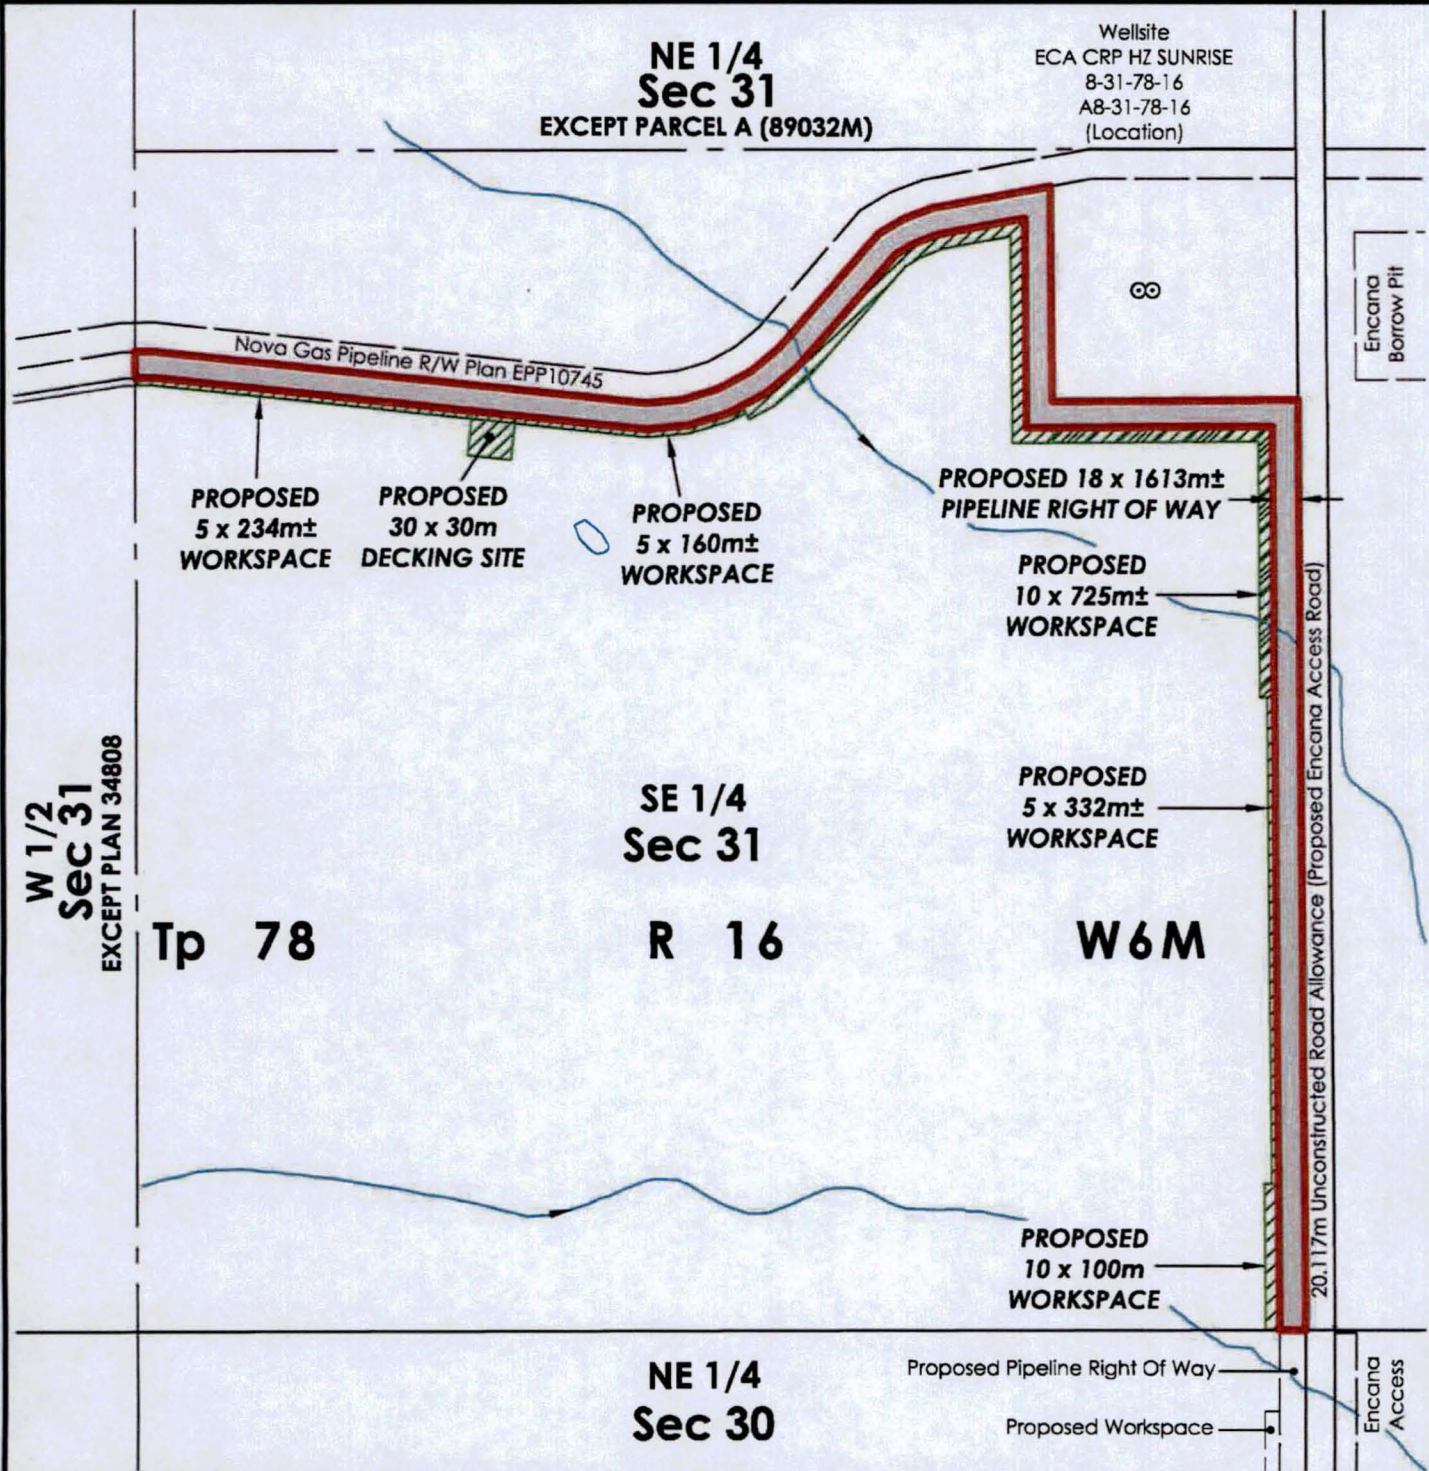 NE 1/4
Sec 31
EXCEPT PARCEL A (89032M)
Wellsite
ECA CRP HZ SUNRISE
8-31-78-16
A8-31-78-16
(Location)
Encana
Borrow Pit
Nova Gas Pipeline R/W Plan EPP10745
PROPOSED
5 x 234m±
WORKSPACE
PROPOSED
30 x 30m
DECKING SITE
PROPOSED
5 x 160m±
WORKSPACE
PROPOSED 18 x 1613m±
PIPELINE RIGHT OF WAY
PROPOSED
10 x 725m±
WORKSPACE
W 1/2
Sec 31
EXCEPT PLAN 34808
SE 1/4
Sec 31
PROPOSED
5 x 332m±
WORKSPACE
20.117m Unconstructed Road Allowance (Proposed Encana Access Road)
Tp 78 R 16 W6M
PROPOSED
10 x 100m
WORKSPACE
NE 1/4
Sec 30
Proposed Pipeline Right Of Way
Proposed Workspace
Encana
Access